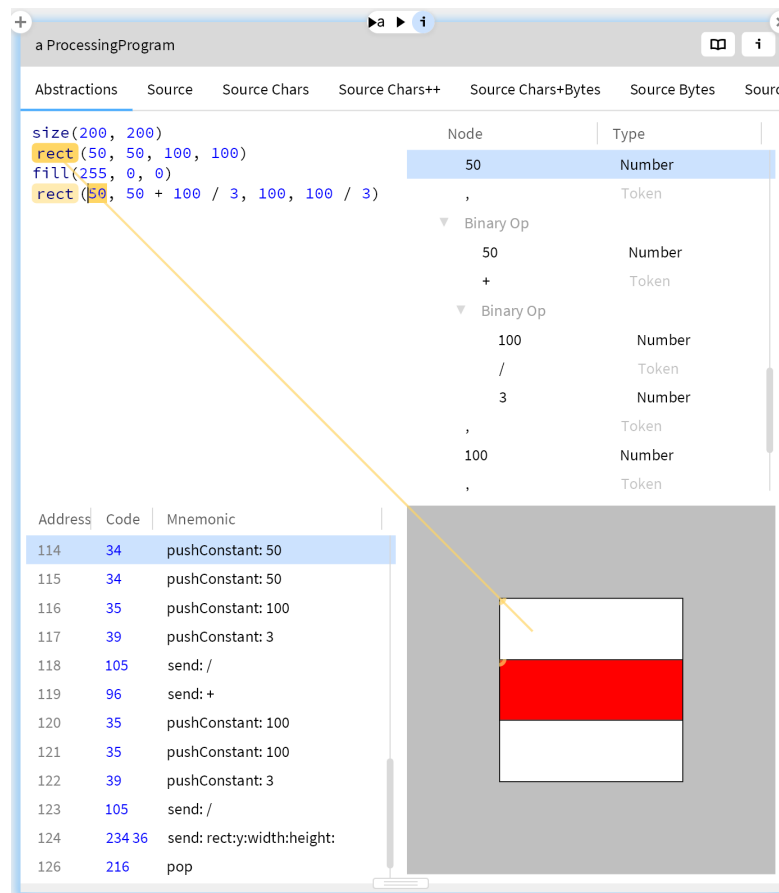 a
i
a ProcessingProgram
i
Abstractions Source Source Chars Source Chars++ Source Chars+Bytes Source Bytes Sourc
size(200, 200)
rect(50, 50, 100, 100)
fill(255, 0, 0)
rect(50, 50 + 100 / 3, 100, 100 / 3)
Node Type
50 Number
, Token
Binary Op
50 Number
+ Token
Binary Op
100 Number
/ Token
3 Number
, Token
100 Number
, Token
Address Code Mnemonic
114 34 pushConstant: 50
115 34 pushConstant: 50
116 35 pushConstant: 100
117 39 pushConstant: 3
118 105 send: /
119 96 send: +
120 35 pushConstant: 100
121 35 pushConstant: 100
122 39 pushConstant: 3
123 105 send: /
124 234 36 send: rect:y:width:height:
126 216 pop